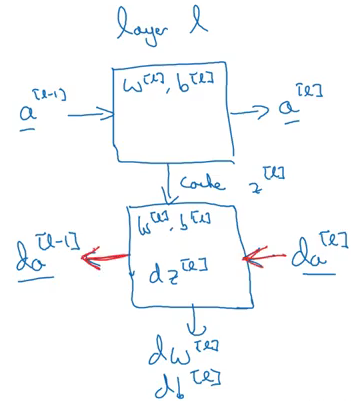 layer l
a^[l-1] W^[l], b^[l] a^[l]
cache z^[l]
W^[l], b^[l]
da^[l-1] dz^[l] da^[l]
dW^[l]
db^[l]